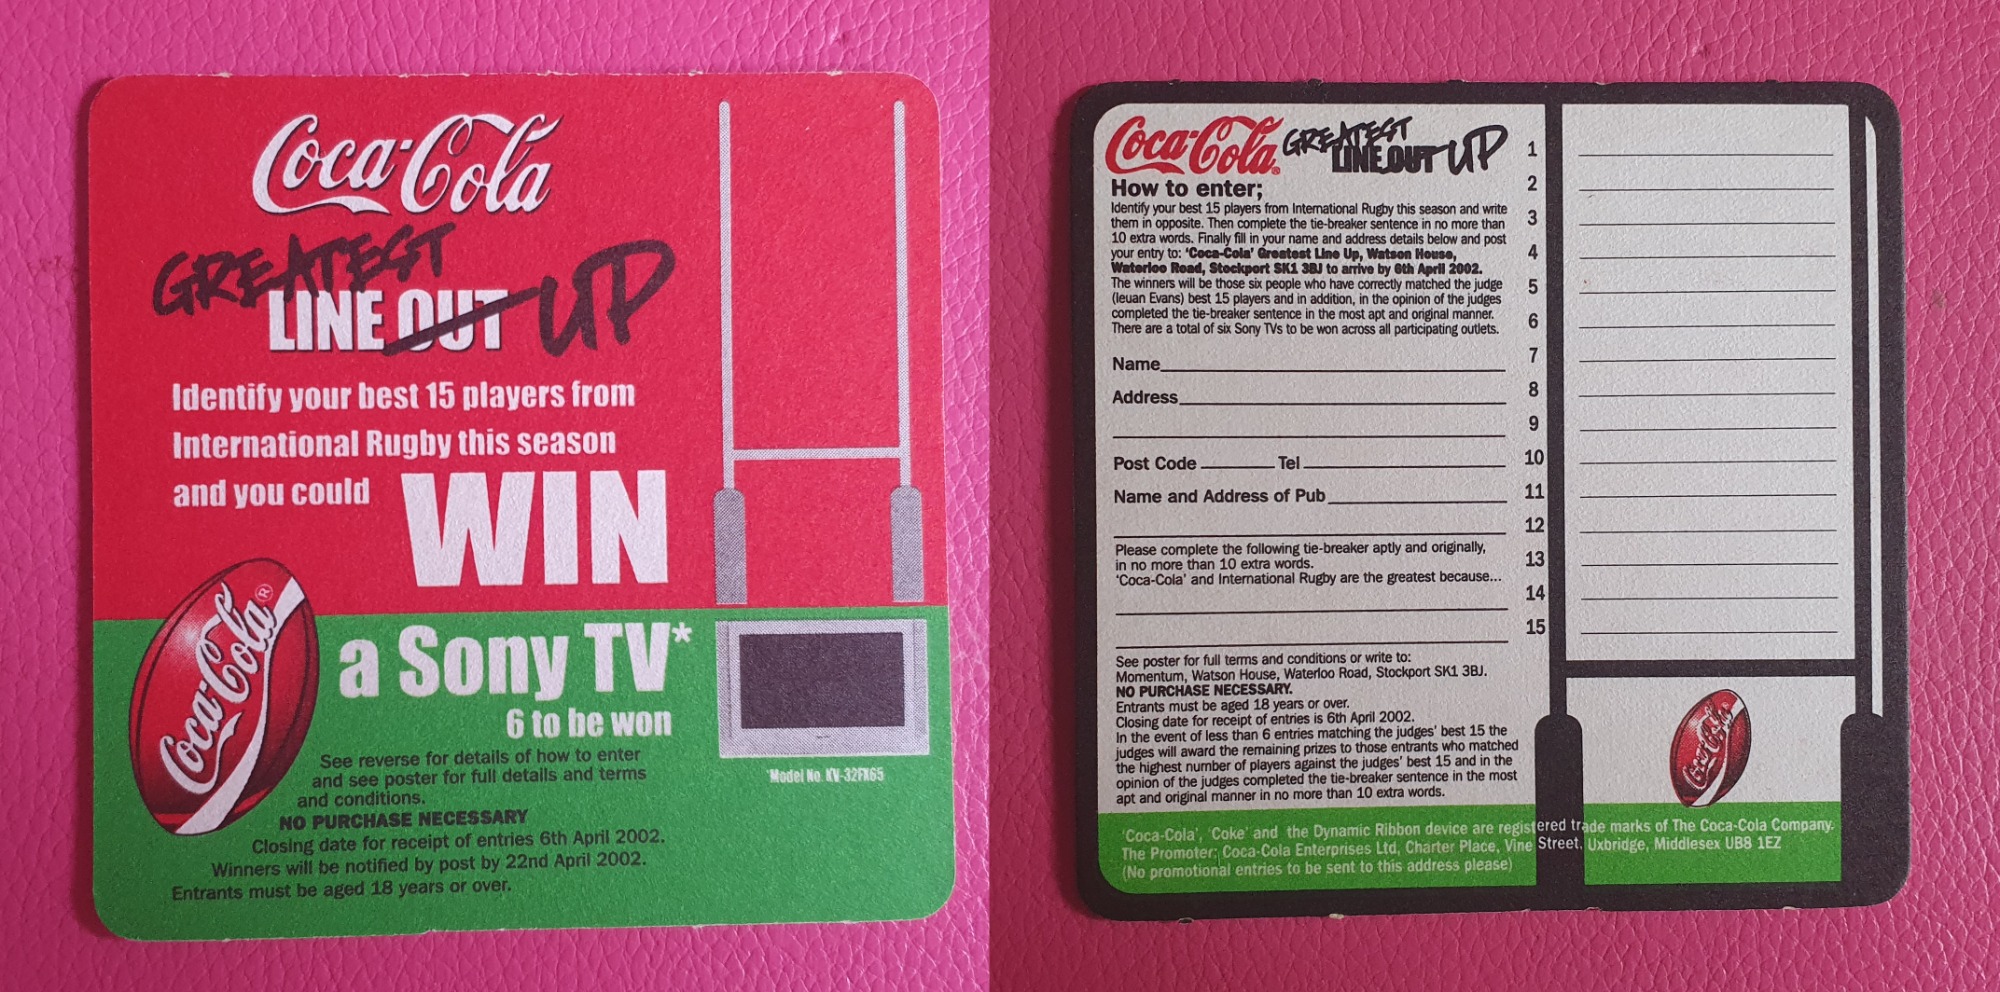 Coca-Cola
GREATEST
LINE OUT UP
Identify your best 15 players from
International Rugby this season
and you could WIN
a Sony TV*
6 to be won
Coca-Cola®
See reverse for details of how to enter
and see poster for full details and terms
and conditions.
NO PURCHASE NECESSARY
Closing date for receipt of entries 6th April 2002.
Winners will be notified by post by 22nd April 2002.
Entrants must be aged 18 years or over.
*Model No. KV-32FX65
Coca-Cola® GREATEST LINE OUT UP
How to enter;
Identify your best 15 players from International Rugby this season and write
them in opposite. Then complete the tie-breaker sentence in no more than
10 extra words. Finally fill in your name and address details below and post
your entry to: 'Coca-Cola' Greatest Line Up, Watson House,
Waterloo Road, Stockport SK1 3BJ to arrive by 6th April 2002.
The winners will be those six people who have correctly matched the judge
(Ieuan Evans) best 15 players and in addition, in the opinion of the judges
completed the tie-breaker sentence in the most apt and original manner.
There are a total of six Sony TVs to be won across all participating outlets.
Name
Address
Post Code Tel
Name and Address of Pub
Please complete the following tie-breaker aptly and originally,
in no more than 10 extra words.
'Coca-Cola' and International Rugby are the greatest because...
See poster for full terms and conditions or write to:
Momentum, Watson House, Waterloo Road, Stockport SK1 3BJ.
NO PURCHASE NECESSARY.
Entrants must be aged 18 years or over.
Closing date for receipt of entries is 6th April 2002.
In the event of less than 6 entries matching the judges' best 15 the
judges will award the remaining prizes to those entrants who matched
the highest number of players against the judges' best 15 and in the
opinion of the judges completed the tie-breaker sentence in the most
apt and original manner in no more than 10 extra words.
1
2
3
4
5
6
7
8
9
10
11
12
13
14
15
Coca-Cola
'Coca-Cola', 'Coke' and the Dynamic Ribbon device are registered trade marks of The Coca-Cola Company.
The Promoter; Coca-Cola Enterprises Ltd, Charter Place, Vine Street, Uxbridge, Middlesex UB8 1EZ
(No promotional entries to be sent to this address please)